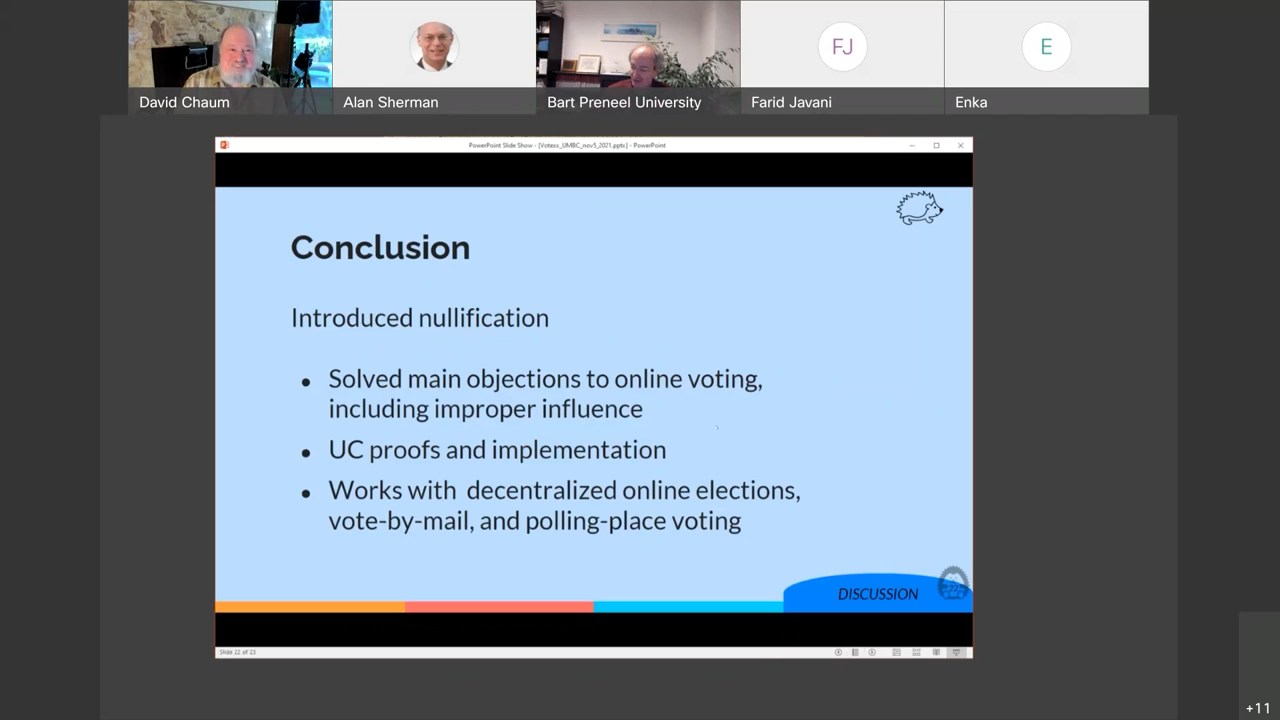 FJ
E
David Chaum
Alan Sherman
Bart Preneel University
Farid Javani
Enka
PowerPoint Slide Show - [Votexx_UMBC_nov5_2021.pptx] - PowerPoint
Conclusion
Introduced nullification
• Solved main objections to online voting,
including improper influence
• UC proofs and implementation
• Works with decentralized online elections,
vote-by-mail, and polling-place voting
DISCUSSION
Slide 22 of 23
+11